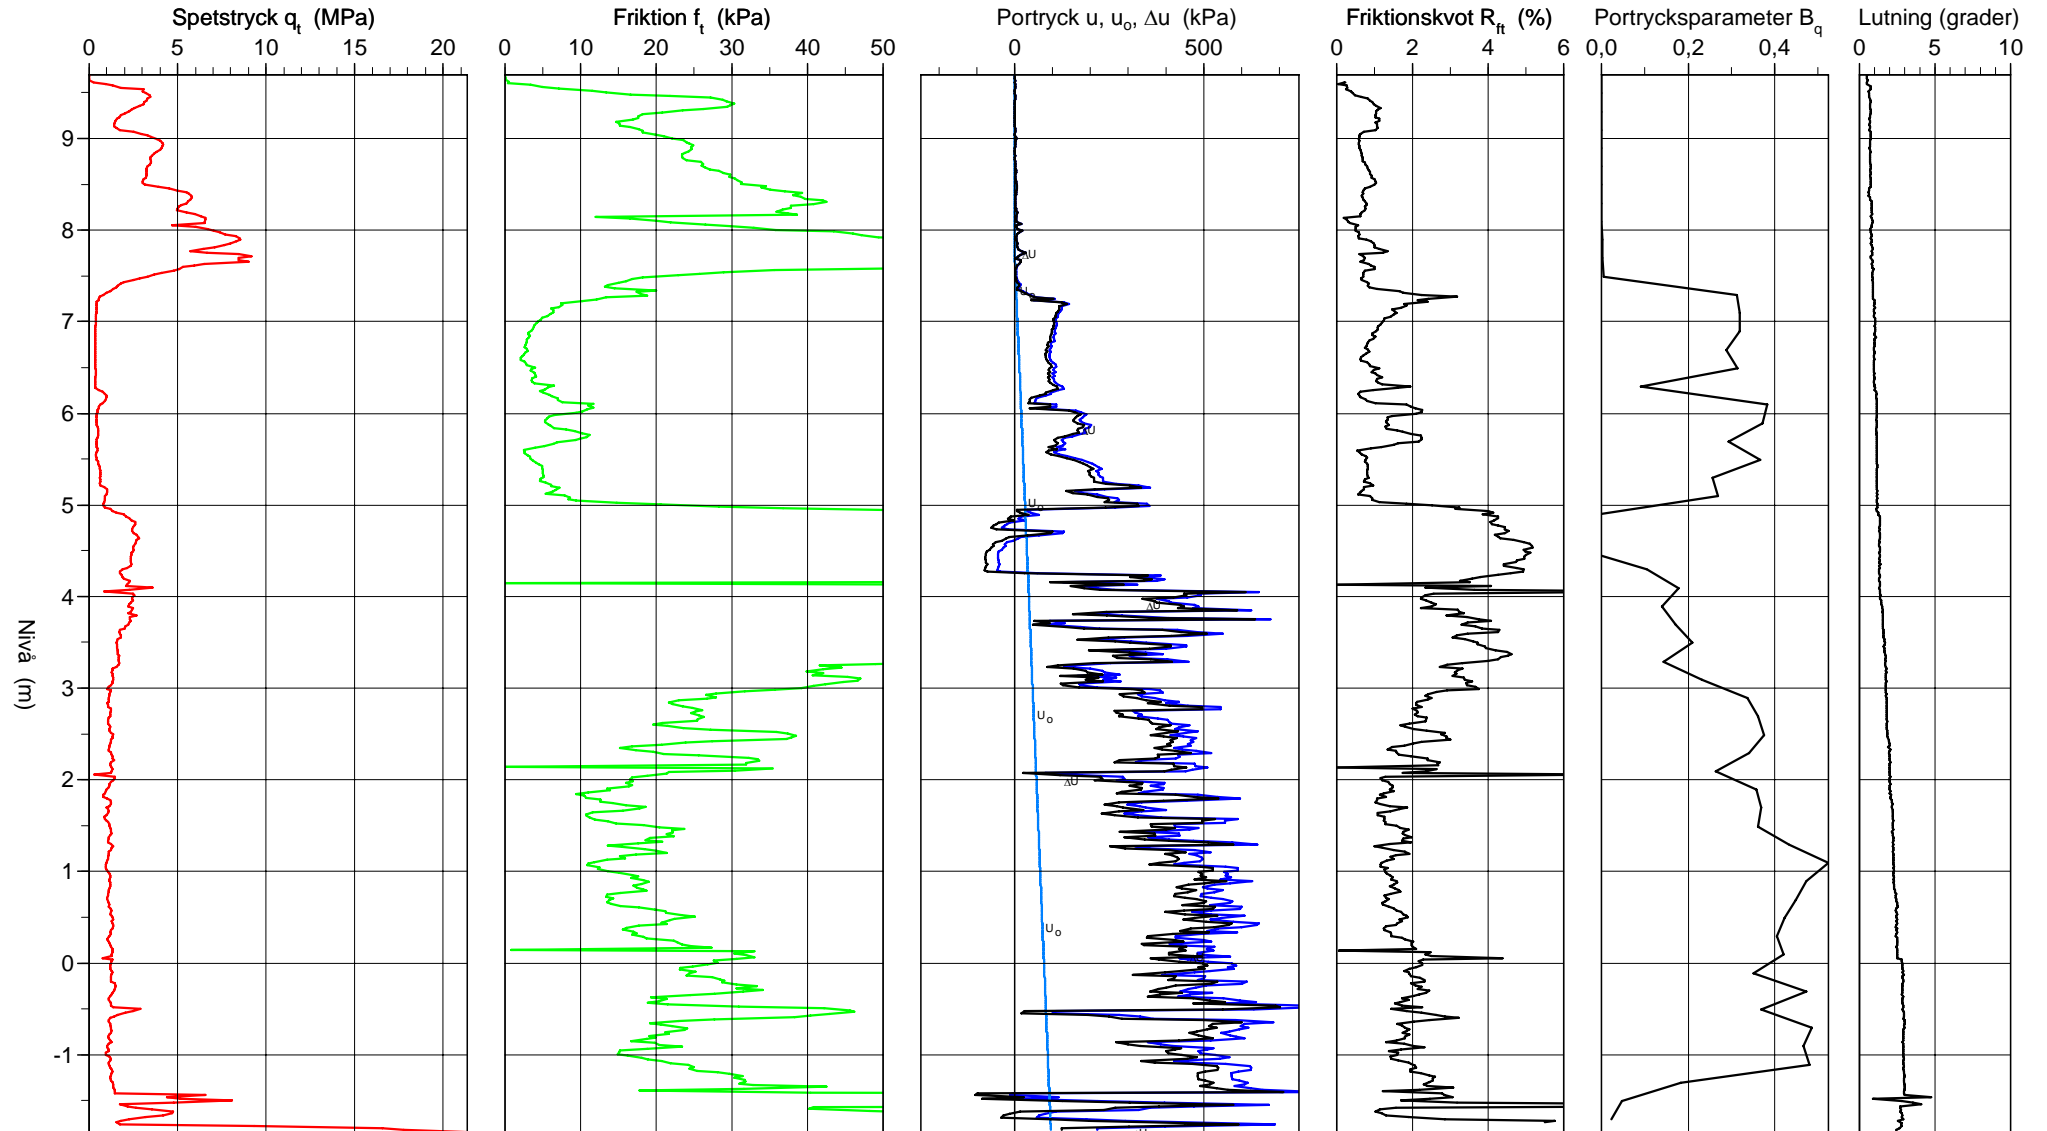 Spetstryck qt (MPa) Friktion ft (kPa) Portryck u, uo, Δu (kPa) Friktionskvot Rft (%) Portrycksparameter Bq Lutning (grader)
0 5 10 15 20 0 10 20 30 40 50 0 500 0 2 4 6 0,0 0,2 0,4 0 5 10
9
8
ΔU
Uo
7
6
ΔU
5
Uo
4
ΔU
Nivå (m)
3
Uo
2
ΔU
1
Uo
0
-1